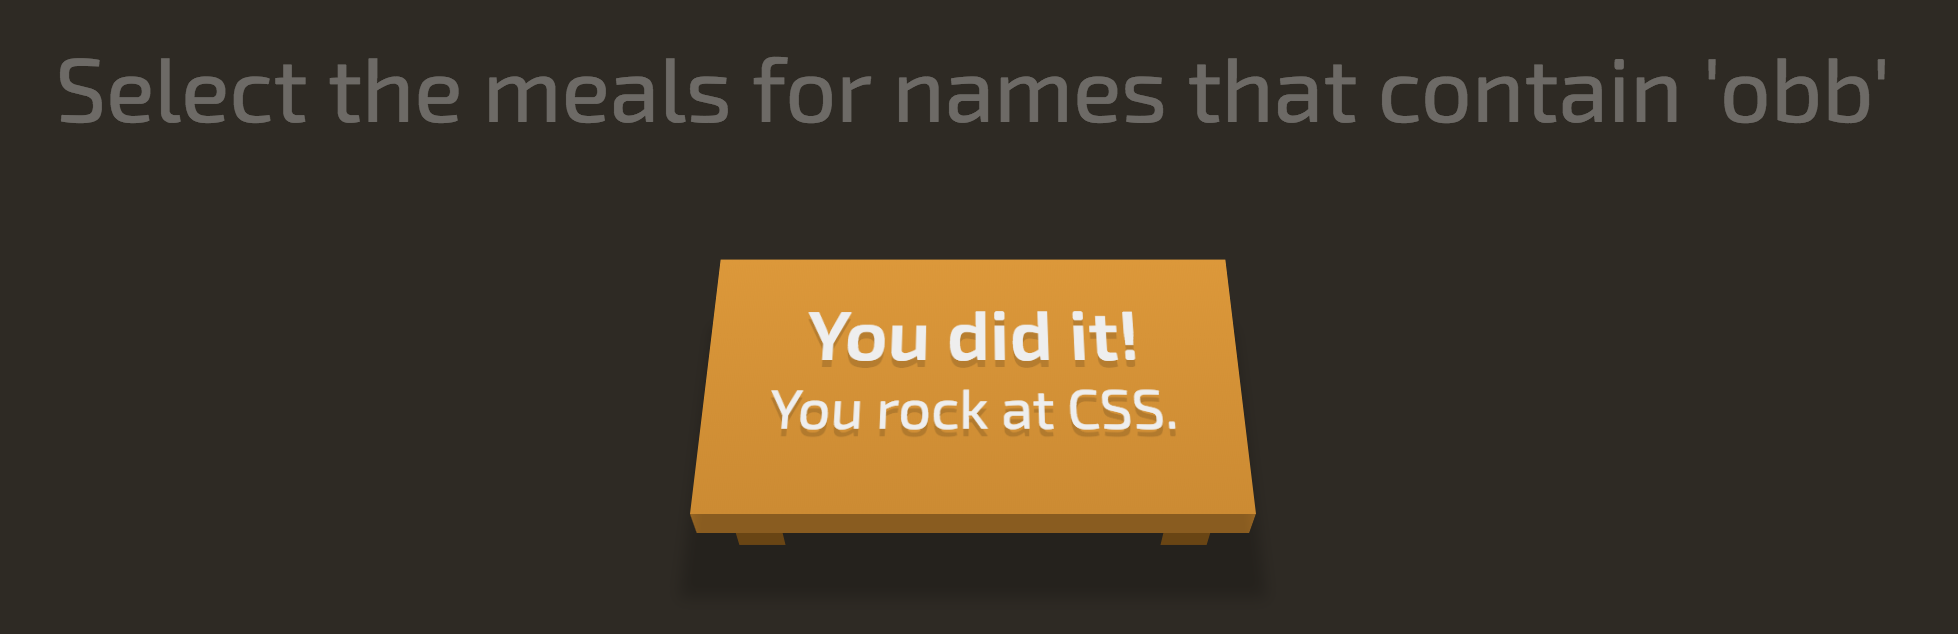 Select the meals for names that contain 'obb'
You did it!
You rock at CSS.